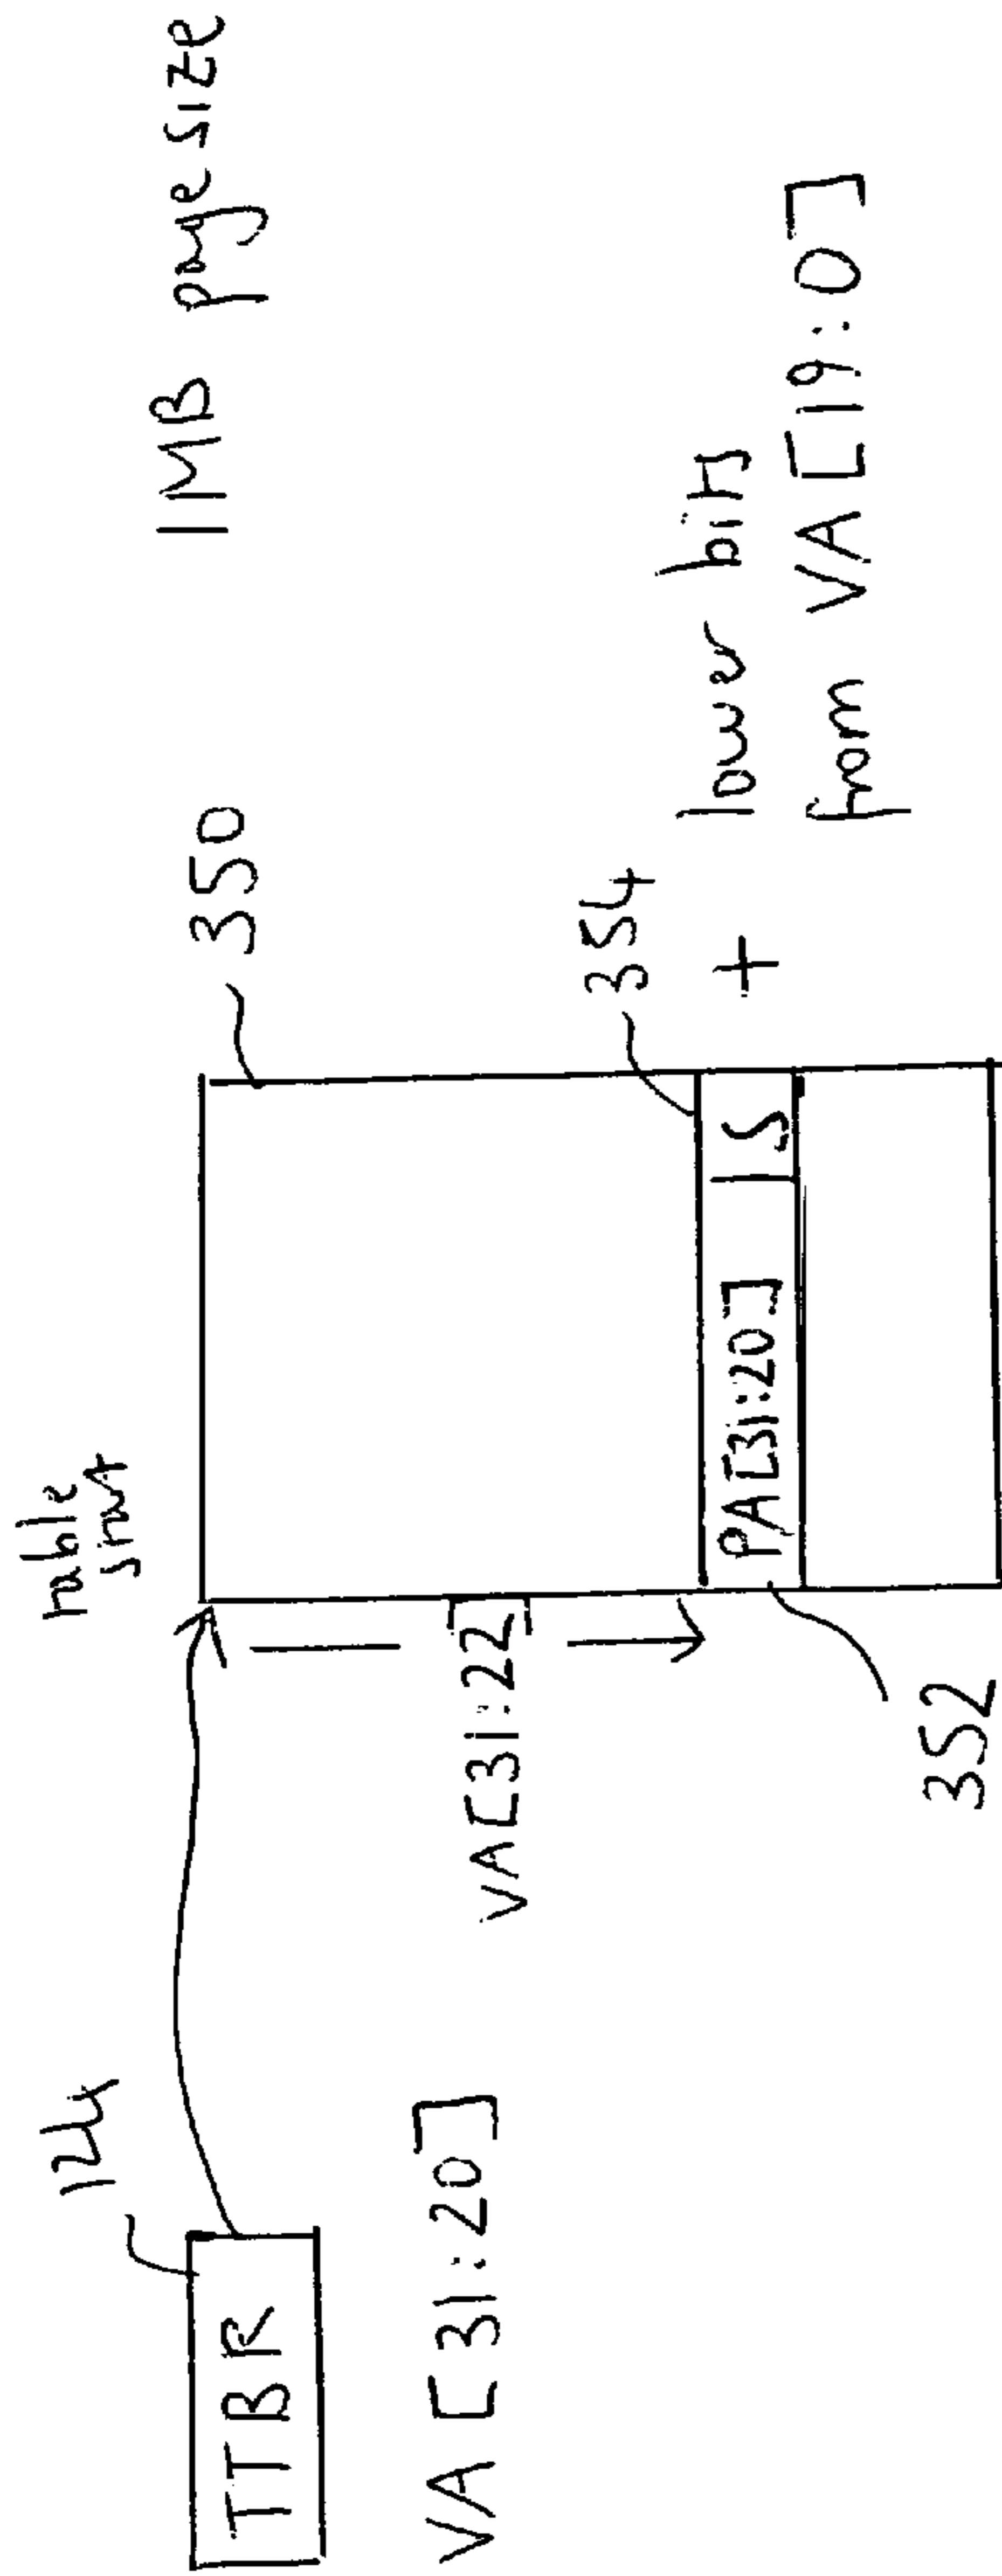 1MB page size
124
TTBR
table
start
350
VA [31:20]
VA[31:22]
354
PA[31:20] | S
+
lower bits
from VA [19:0]
352